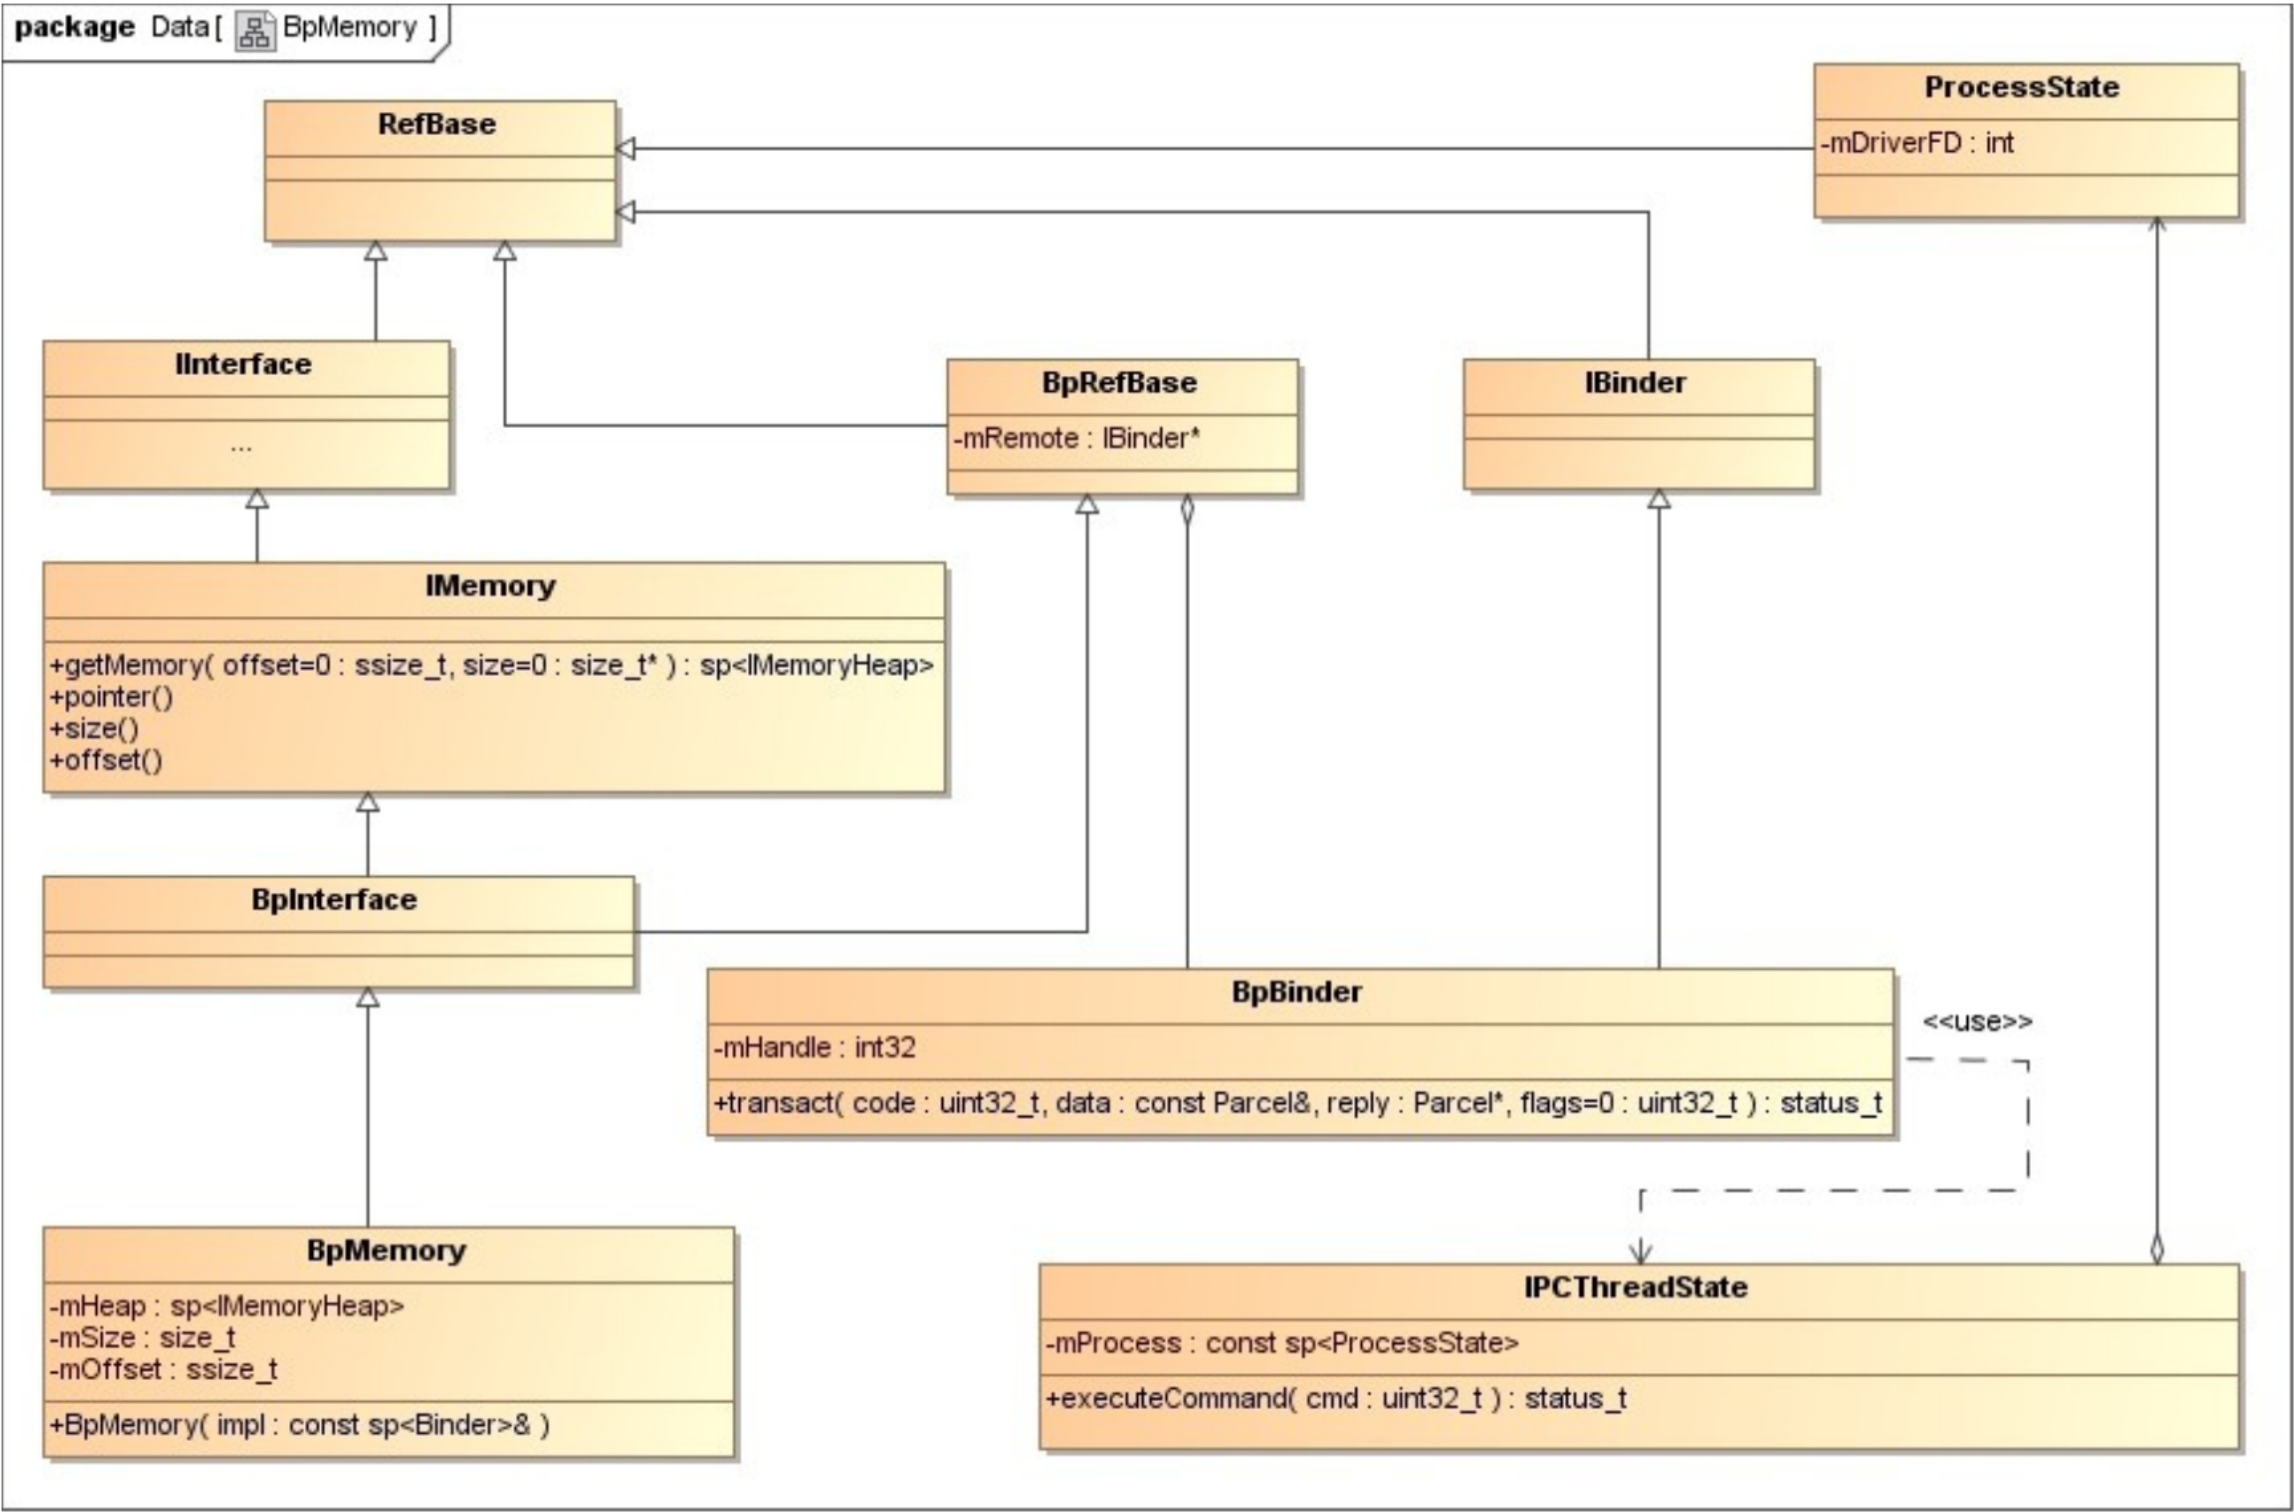 package Data[ BpMemory ]
ProcessState
-mDriverFD : int
RefBase
IInterface
...
BpRefBase
-mRemote : IBinder*
IBinder
IMemory
+getMemory( offset=0 : ssize_t, size=0 : size_t* ) : sp<IMemoryHeap>
+pointer()
+size()
+offset()
BpInterface
BpBinder
-mHandle : int32
+transact( code : uint32_t, data : const Parcel&, reply : Parcel*, flags=0 : uint32_t ) : status_t
<<use>>
BpMemory
-mHeap : sp<IMemoryHeap>
-mSize : size_t
-mOffset : ssize_t
+BpMemory( impl : const sp<Binder>& )
IPCThreadState
-mProcess : const sp<ProcessState>
+executeCommand( cmd : uint32_t ) : status_t